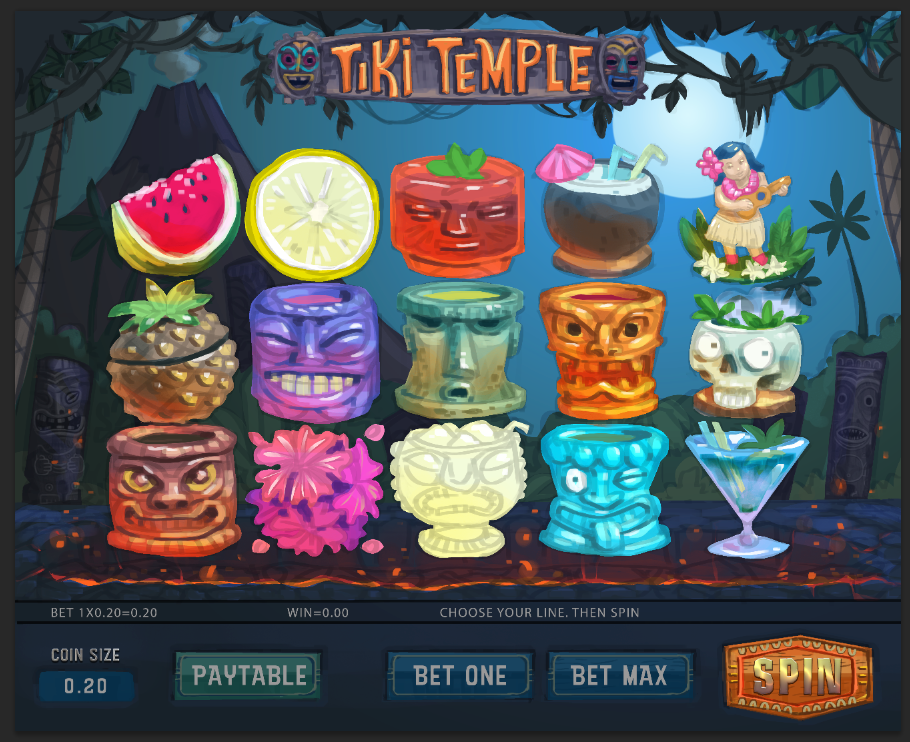 TIKI TEMPLE
BET 1X0.20=0.20
WIN=0.00
CHOOSE YOUR LINE. THEN SPIN
COIN SIZE
0.20
PAYTABLE
BET ONE
BET MAX
SPIN